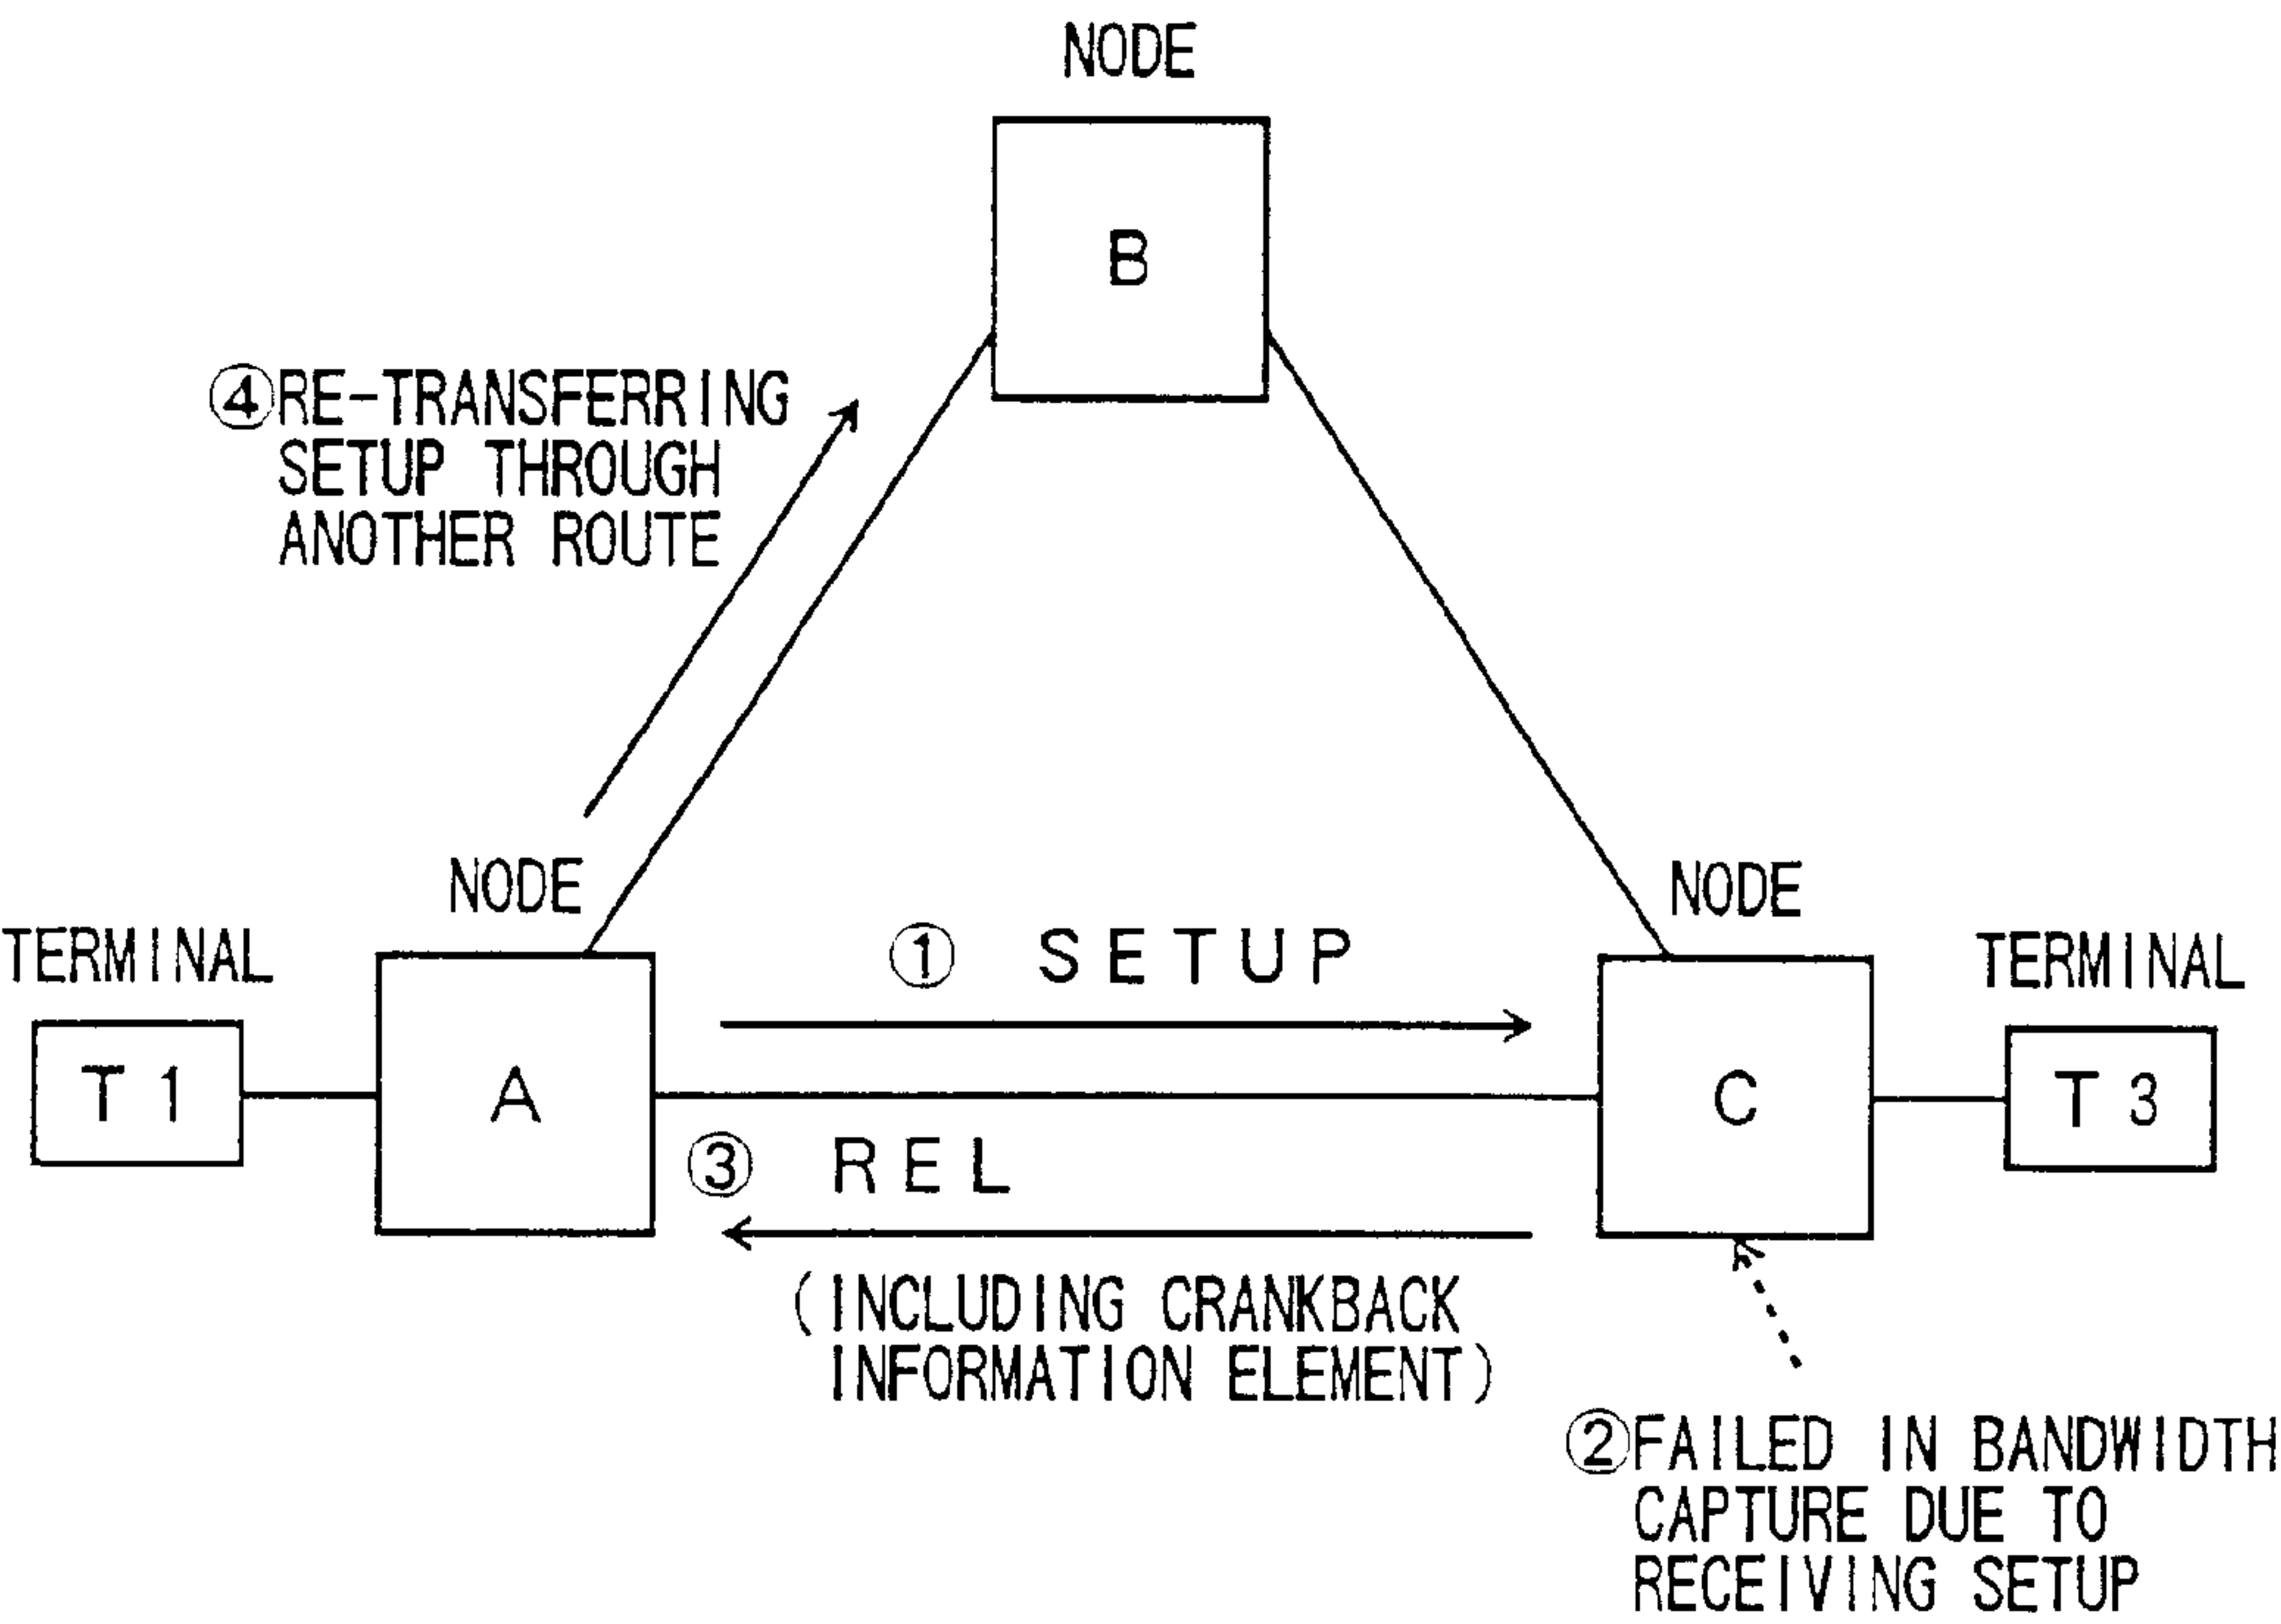 NODE
B
④RE-TRANSFERRING
SETUP THROUGH
ANOTHER ROUTE
NODE
NODE
TERMINAL
① SETUP
TERMINAL
T1
A
C
T3
③ REL
(INCLUDING CRANKBACK
INFORMATION ELEMENT)
②FAILED IN BANDWIDTH
CAPTURE DUE TO
RECEIVING SETUP